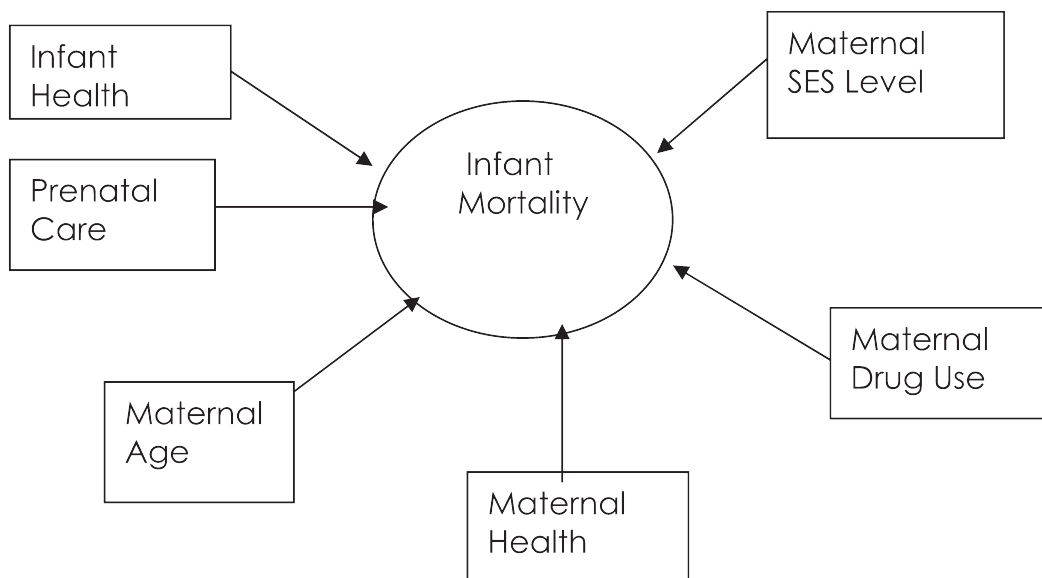 Infant
Health
Maternal
SES Level
Infant
Mortality
Prenatal
Care
Maternal
Drug Use
Maternal
Age
Maternal
Health